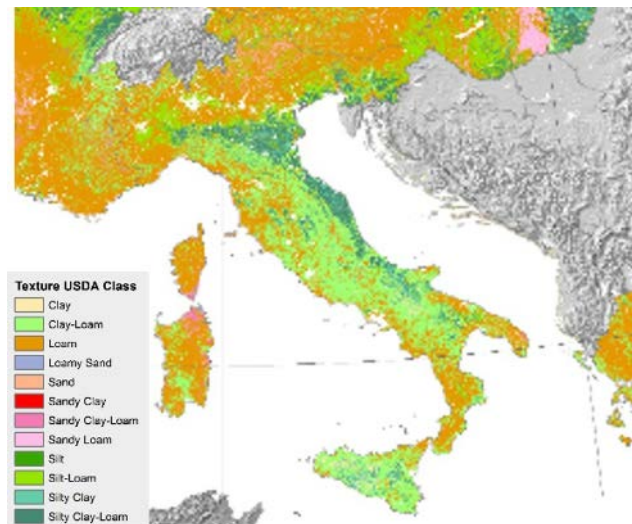 Texture USDA Class
Clay
Clay-Loam
Loam
Loamy Sand
Sand
Sandy Clay
Sandy Clay-Loam
Sandy Loam
Silt
Silt-Loam
Silty Clay
Silty Clay-Loam